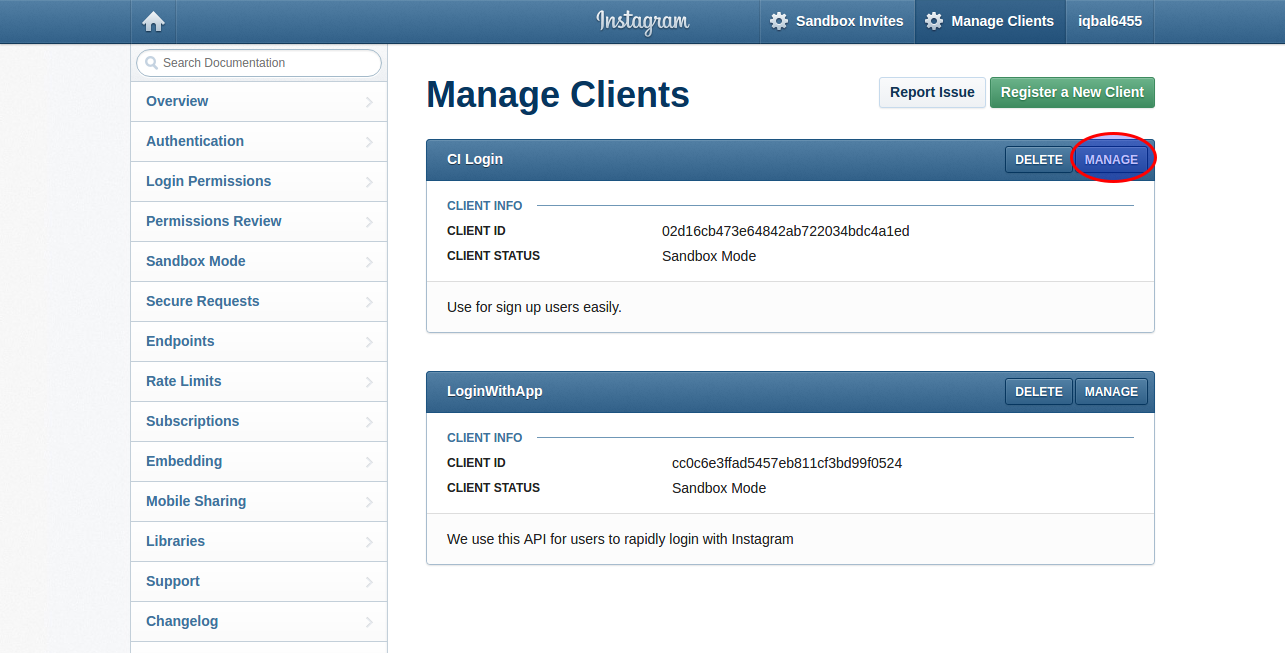 Instagram
Sandbox Invites
Manage Clients
iqbal6455
Search Documentation
Overview
Authentication
Login Permissions
Permissions Review
Sandbox Mode
Secure Requests
Endpoints
Rate Limits
Subscriptions
Embedding
Mobile Sharing
Libraries
Support
Changelog
Manage Clients
Report Issue
Register a New Client
CI Login
DELETE
MANAGE
CLIENT INFO
CLIENT ID 02d16cb473e64842ab722034bdc4a1ed
CLIENT STATUS Sandbox Mode
Use for sign up users easily.
LoginWithApp
DELETE
MANAGE
CLIENT INFO
CLIENT ID cc0c6e3ffad5457eb811cf3bd99f0524
CLIENT STATUS Sandbox Mode
We use this API for users to rapidly login with Instagram